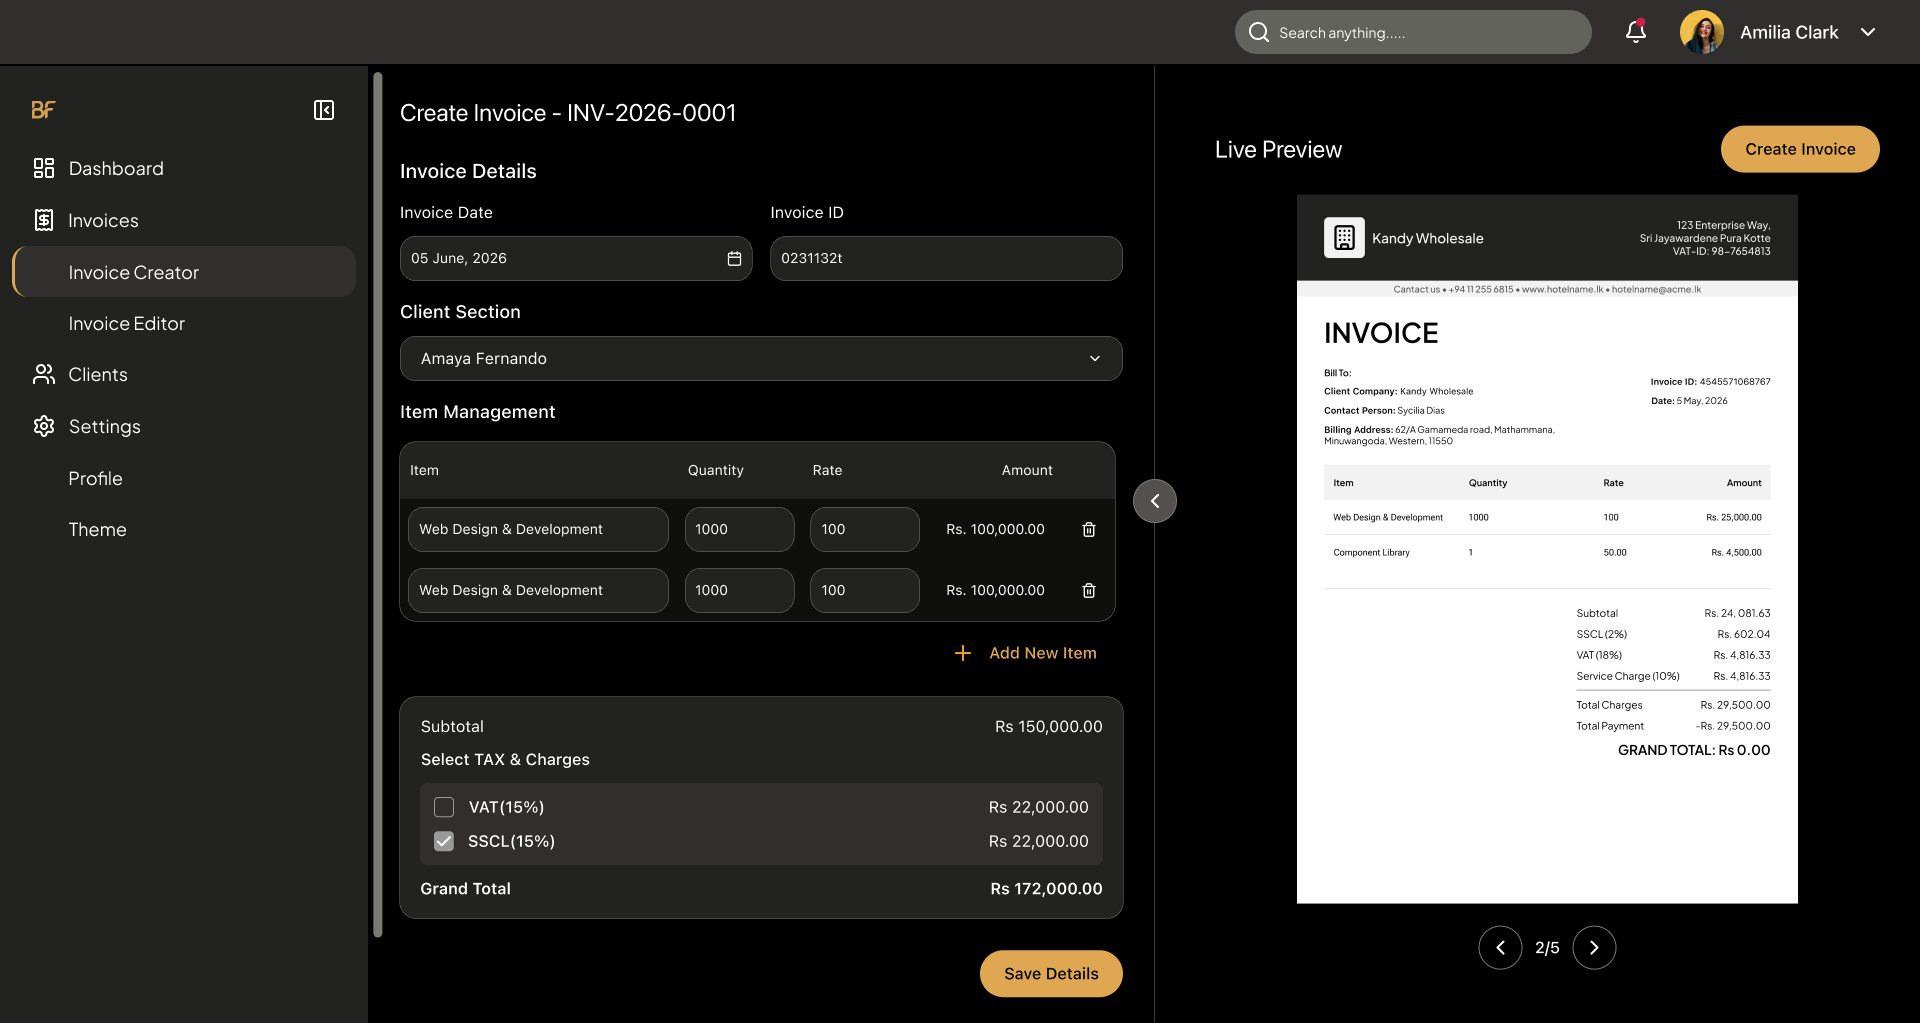 Search anything.....
Amilia Clark
BF
Dashboard
Invoices
Invoice Creator
Invoice Editor
Clients
Settings
Profile
Theme
Create Invoice - INV-2026-0001
Invoice Details
Invoice Date
Invoice ID
05 June, 2026
0231132t
Client Section
Amaya Fernando
Item Management
Item Quantity Rate Amount
Web Design & Development 1000 100 Rs. 100,000.00
Web Design & Development 1000 100 Rs. 100,000.00
Add New Item
Subtotal Rs 150,000.00
Select TAX & Charges
VAT(15%) Rs 22,000.00
SSCL(15%) Rs 22,000.00
Grand Total Rs 172,000.00
Save Details
Live Preview
Create Invoice
Kandy Wholesale
123 Enterprise Way,
Sri Jayawardene Pura Kotte
VAT-ID: 98-7654813
Cantact us • +94 11 255 6815 • www.hotelname.lk • hotelname@acme.lk
INVOICE
Bill To:
Client Company: Kandy Wholesale
Contact Person: Sycilia Dias
Billing Address: 62/A Gamameda road, Mathammana,
Minuwangoda, Western, 11550
Invoice ID: 4545571068767
Date: 5 May, 2026
Item Quantity Rate Amount
Web Design & Development 1000 100 Rs. 25,000.00
Component Library 1 50.00 Rs. 4,500.00
Subtotal Rs. 24, 081.63
SSCL (2%) Rs. 602.04
VAT (18%) Rs. 4,816.33
Service Charge (10%) Rs. 4,816.33
Total Charges Rs. 29,500.00
Total Payment -Rs. 29,500.00
GRAND TOTAL: Rs 0.00
2/5